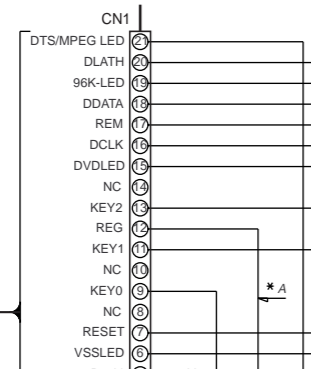 CN1
DTS/MPEG LED 21
DLATH 20
96K-LED 19
DDATA 18
REM 17
DCLK 16
DVDLED 15
NC 14
KEY2 13
REG 12
KEY1 11
NC 10
KEY0 9
* A
NC 8
RESET 7
VSSLED 6